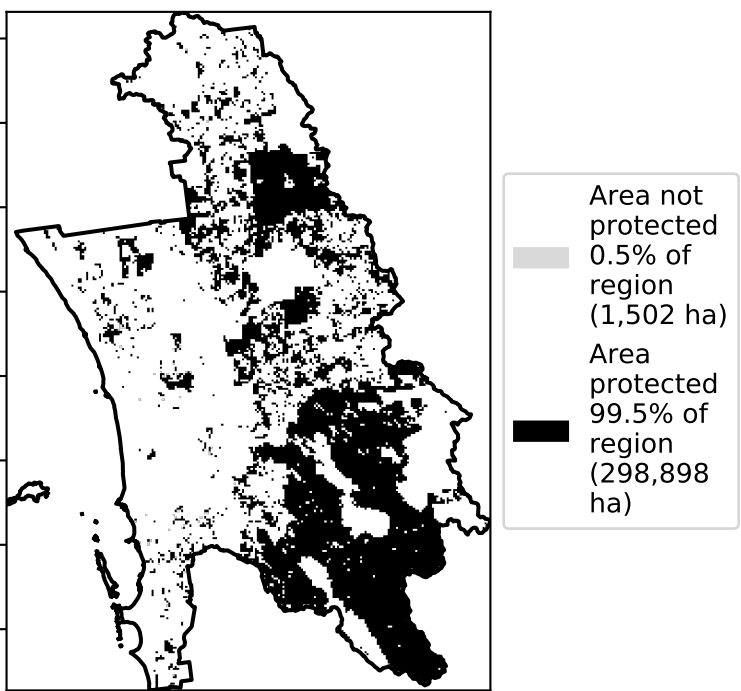 Area not
protected
0.5% of
region
(1,502 ha)
Area
protected
99.5% of
region
(298,898
ha)